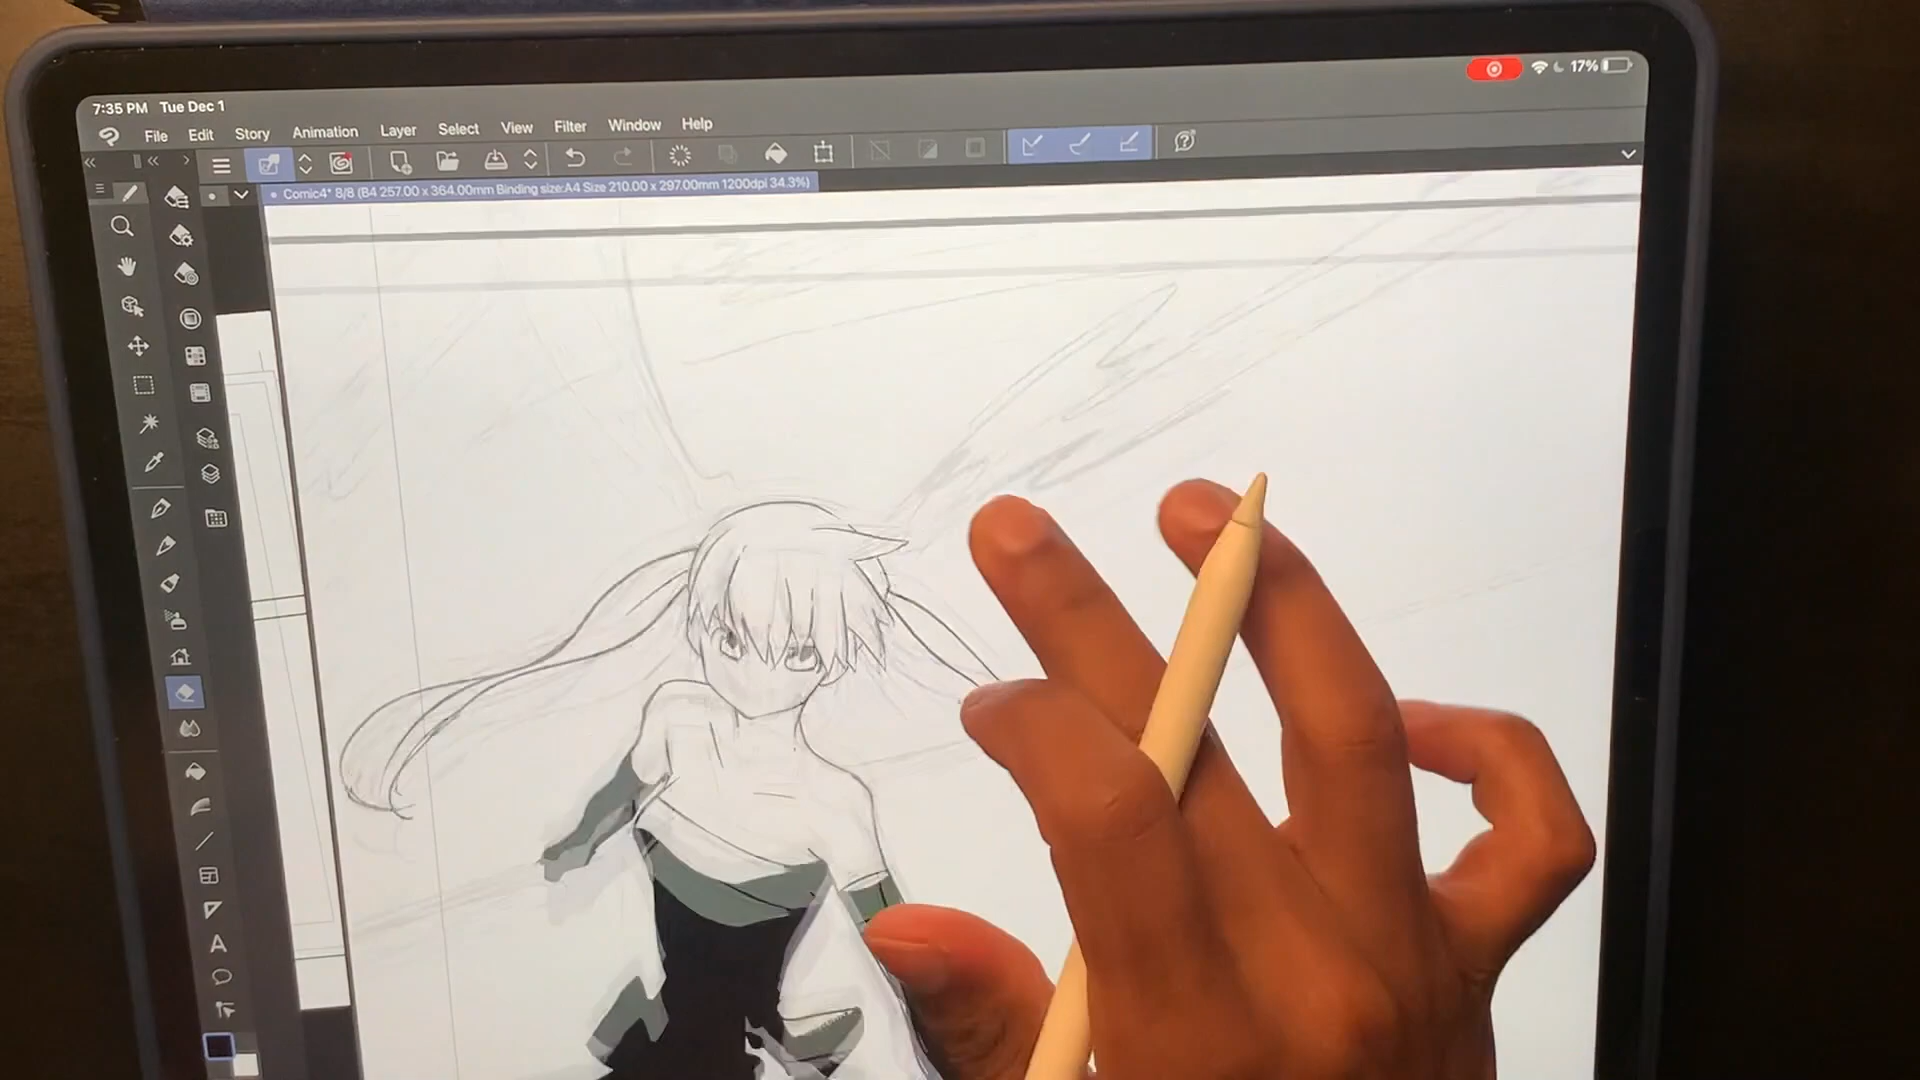 7:35 PM Tue Dec 1
17%
File Edit Story Animation Layer Select View Filter Window Help
Comic4* 8/8 (B4 257.00 x 364.00mm Binding size:A4 Size 210.00 x 297.00mm 1200dpi 34.3%)
A